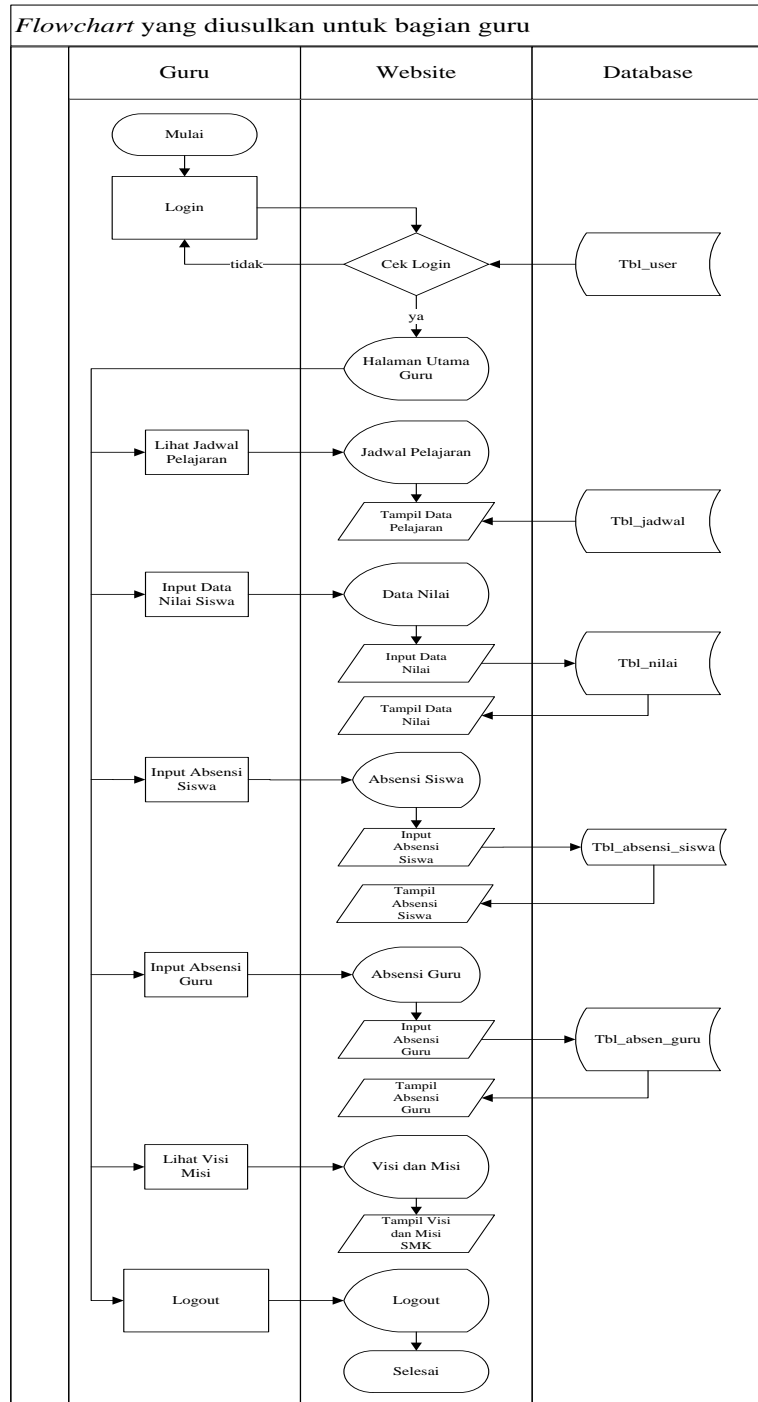 Flowchart yang diusulkan untuk bagian guru
Guru
Website
Database
Mulai
Login
Cek Login
tidak
Tbl_user
ya
Halaman Utama
Guru
Lihat Jadwal
Pelajaran
Jadwal Pelajaran
Tampil Data
Pelajaran
Tbl_jadwal
Input Data
Nilai Siswa
Data Nilai
Input Data
Nilai
Tbl_nilai
Tampil Data
Nilai
Input Absensi
Siswa
Absensi Siswa
Input
Absensi
Siswa
Tbl_absensi_siswa
Tampil
Absensi
Siswa
Input Absensi
Guru
Absensi Guru
Input
Absensi
Guru
Tbl_absen_guru
Tampil
Absensi
Guru
Lihat Visi
Misi
Visi dan Misi
Tampil Visi
dan Misi
SMK
Logout
Logout
Selesai